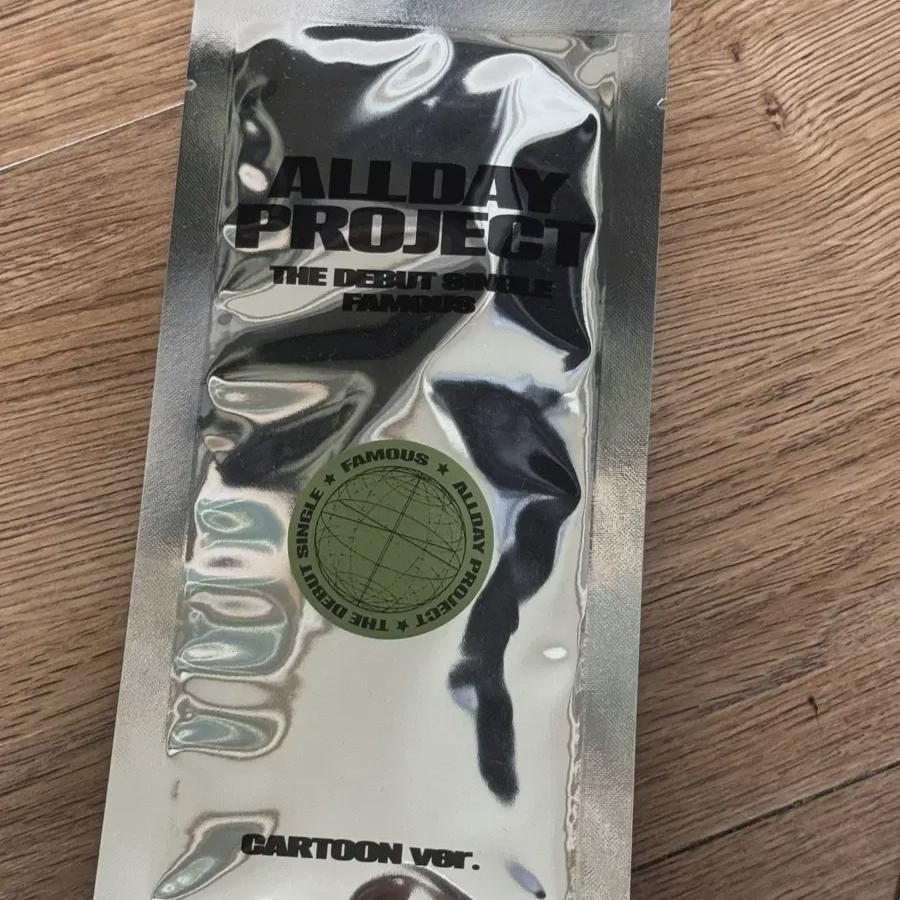 ALLDAY
PROJECT
THE DEBUT SINGLE
FAMOUS
★ FAMOUS ★ ALLDAY PROJECT ★ THE DEBUT SINGLE
CARTOON ver.